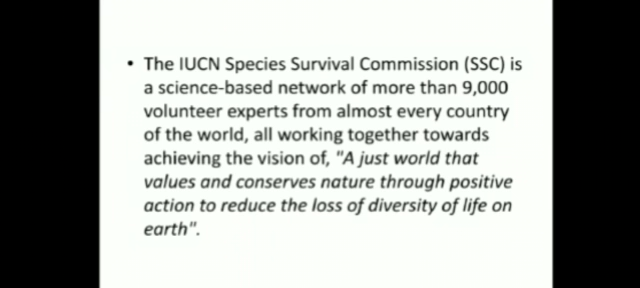 • The IUCN Species Survival Commission (SSC) is
a science-based network of more than 9,000
volunteer experts from almost every country
of the world, all working together towards
achieving the vision of, "A just world that
values and conserves nature through positive
action to reduce the loss of diversity of life on
earth".